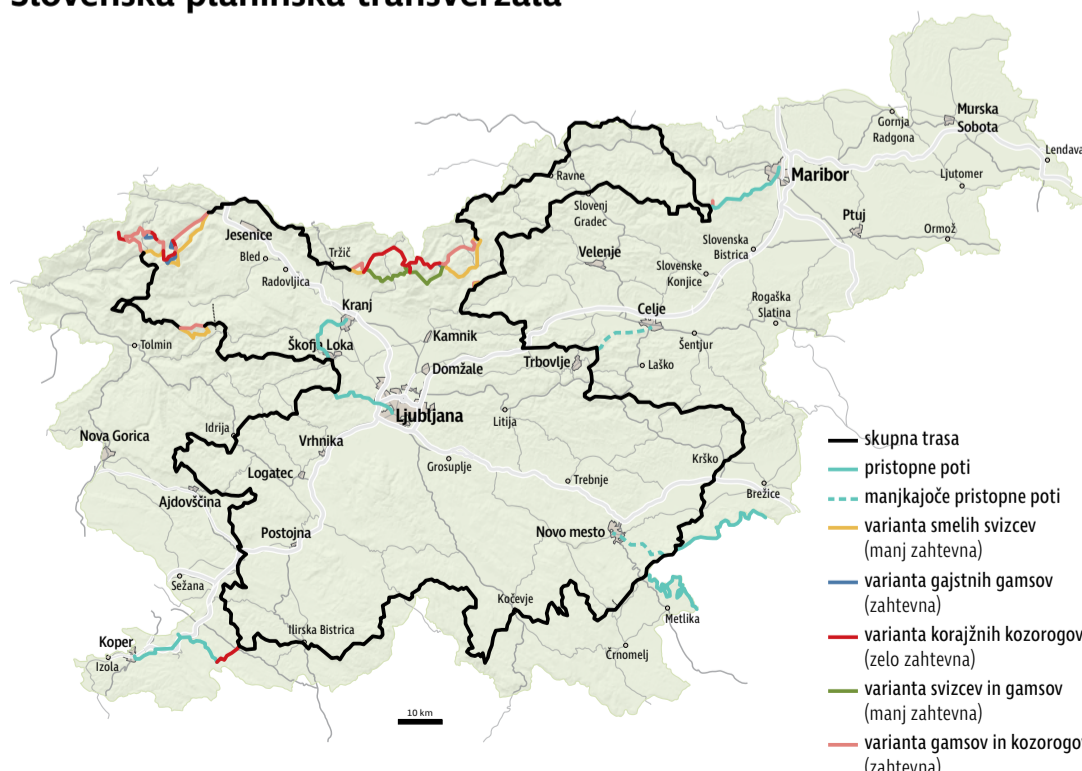 Slovenska planinska transverzala
Murska
Sobota
Gornja
Radgona
Lendava
Ljutomer
Maribor
Ravne
Slovenj
Gradec
Ptuj
Ormož
Jesenice
Tržič
Bled
Radovljica
Velenje
Slovenska
Bistrica
Slovenske
Konjice
Rogaška
Slatina
Kranj
Celje
Škofja Loka
Kamnik
Šentjur
Tolmin
Domžale
Trbovlje
Laško
Ljubljana
Litija
Idrija
Nova Gorica
Vrhnika
Logatec
Grosuplje
Krško
Trebnje
Brežice
Ajdovščina
Postojna
Novo mesto
Sežana
Kočevje
Metlika
Koper
Ilirska Bistrica
Izola
Črnomelj
10 km
skupna trasa
pristopne poti
manjkajoče pristopne poti
varianta smelih svizcev
(manj zahtevna)
varianta gajstnih gamsov
(zahtevna)
varianta korajžnih kozorogov
(zelo zahtevna)
varianta svizcev in gamsov
(manj zahtevna)
varianta gamsov in kozorogov
(zahtevna)